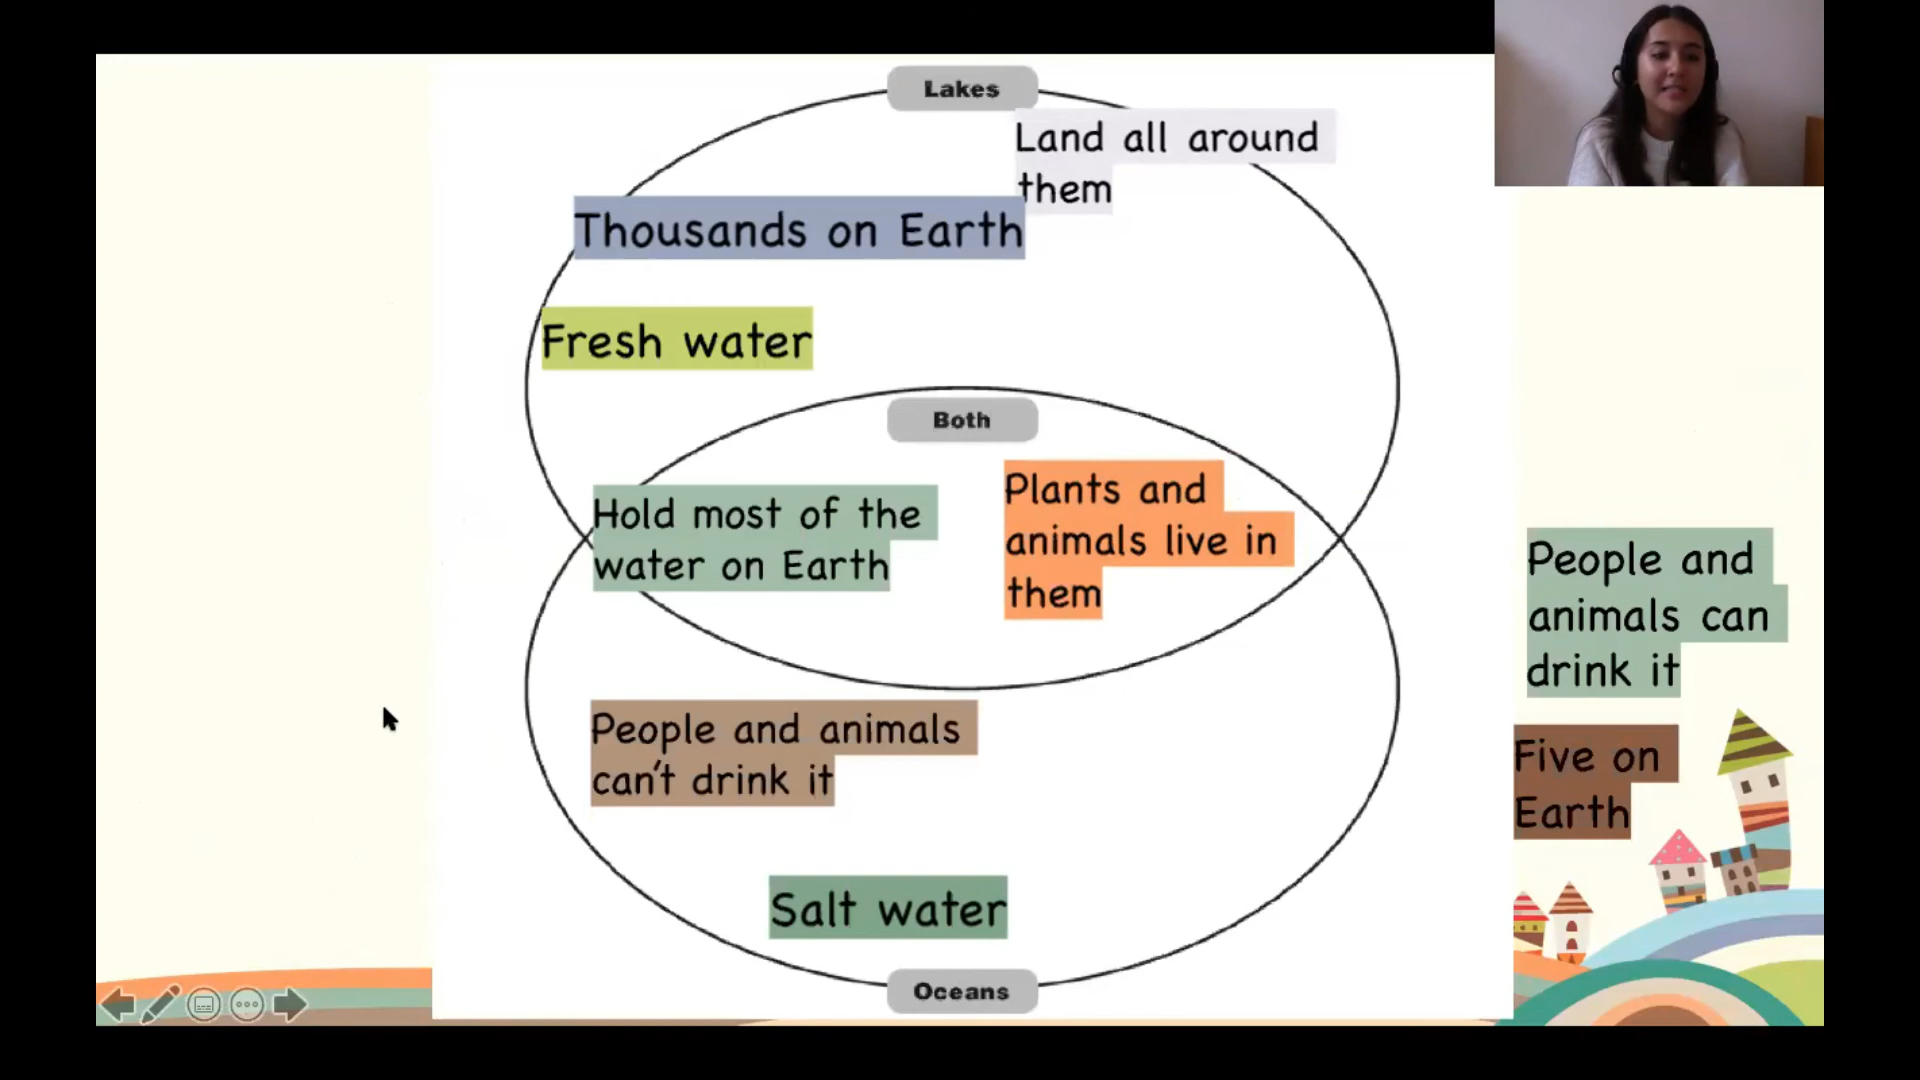 Lakes
Land all around
them
Thousands on Earth
Fresh water
Both
Hold most of the
water on Earth
Plants and
animals live in
them
People and animals
can't drink it
Salt water
Oceans
People and
animals can
drink it
Five on
Earth